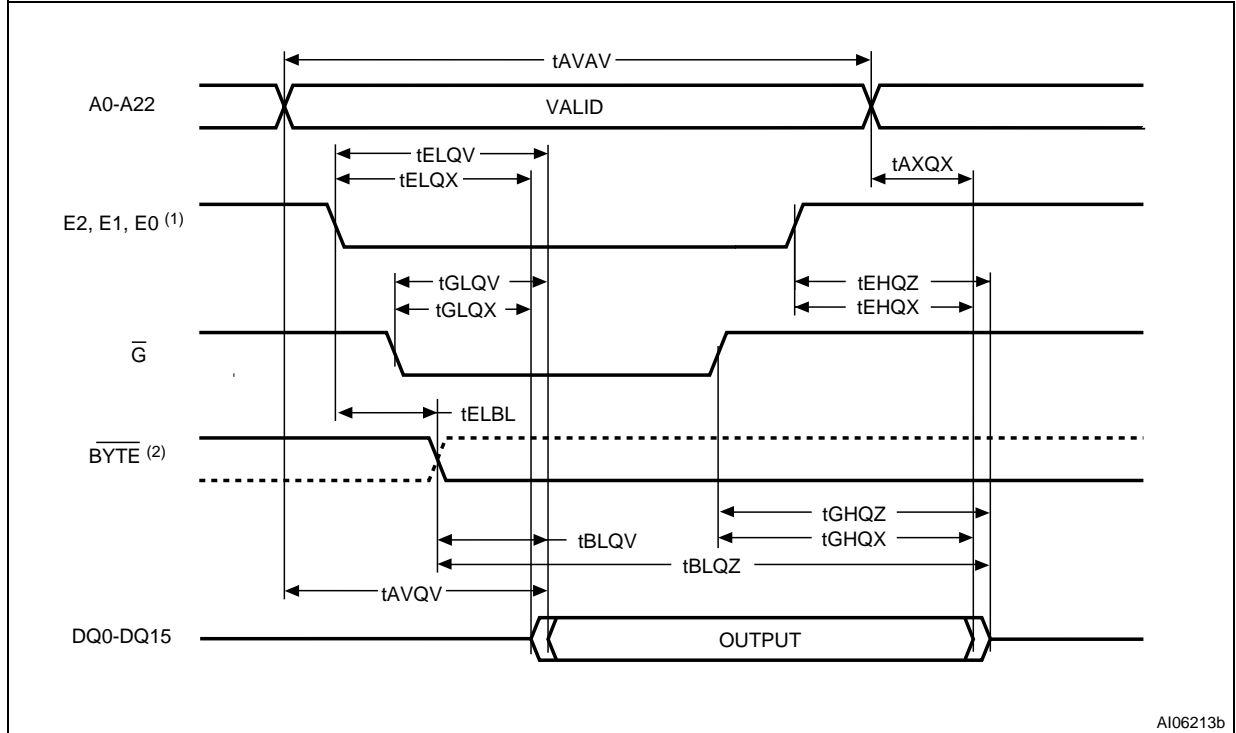 tAVAV
A0-A22
VALID
tELQV
tELQX
tAXQX
E2, E1, E0 (1)
tGLQV
tGLQX
tEHQZ
tEHQX
G̅
tELBL
B̅Y̅T̅E̅ (2)
tGHQZ
tGHQX
tBLQV
tBLQZ
tAVQV
DQ0-DQ15
OUTPUT
AI06213b